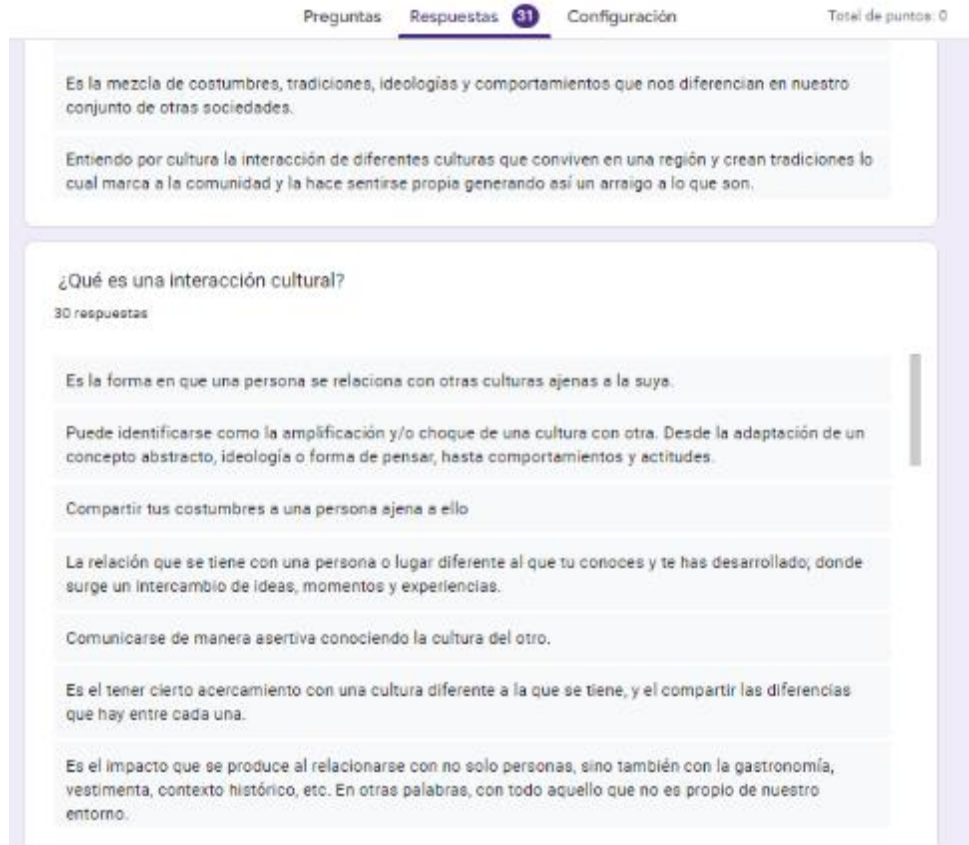 Preguntas Respuestas 31 Configuración Total de puntos: 0
Es la mezcla de costumbres, tradiciones, ideologías y comportamientos que nos diferencian en nuestro
conjunto de otras sociedades.
Entiendo por cultura la interacción de diferentes culturas que conviven en una región y crean tradiciones lo
cual marca a la comunidad y la hace sentirse propia generando así un arraigo a lo que son.
¿Qué es una interacción cultural?
30 respuestas
Es la forma en que una persona se relaciona con otras culturas ajenas a la suya.
Puede identificarse como la amplificación y/o choque de una cultura con otra. Desde la adaptación de un
concepto abstracto, ideología o forma de pensar, hasta comportamientos y actitudes.
Compartir tus costumbres a una persona ajena a ello
La relación que se tiene con una persona o lugar diferente al que tu conoces y te has desarrollado; donde
surge un intercambio de ideas, momentos y experiencias.
Comunicarse de manera asertiva conociendo la cultura del otro.
Es el tener cierto acercamiento con una cultura diferente a la que se tiene, y el compartir las diferencias
que hay entre cada una.
Es el impacto que se produce al relacionarse con no solo personas, sino también con la gastronomía,
vestimenta, contexto histórico, etc. En otras palabras, con todo aquello que no es propio de nuestro
entorno.